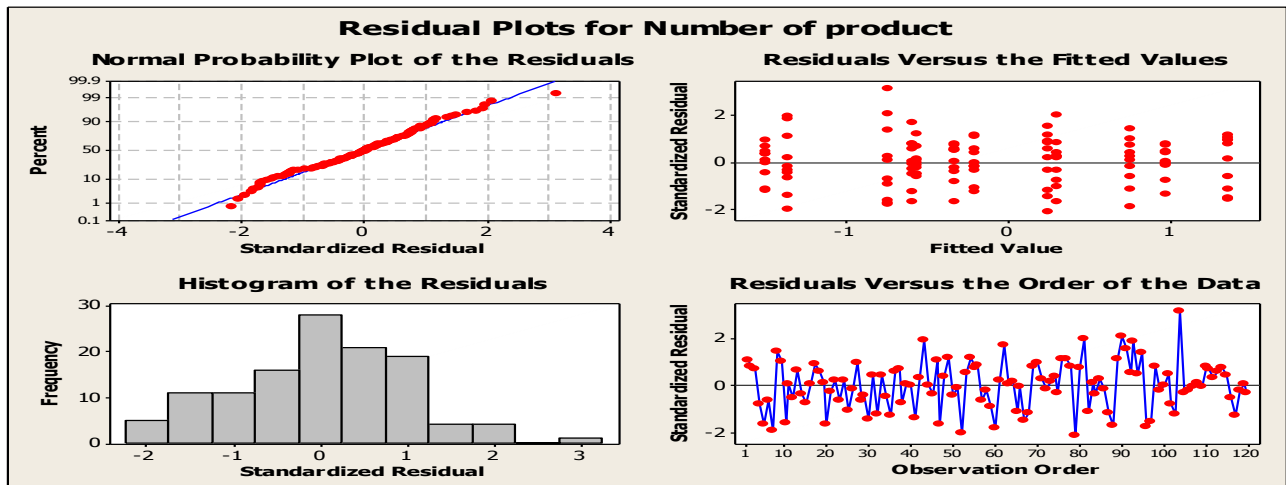 Residual Plots for Number of product
Normal Probability Plot of the Residuals
99.9
99
90
50
10
1
0.1
Percent
-4 -2 0 2 4
Standardized Residual
Residuals Versus the Fitted Values
2
0
-2
Standardized Residual
-1 0 1
Fitted Value
Histogram of the Residuals
30
20
10
0
Frequency
-2 -1 0 1 2 3
Standardized Residual
Residuals Versus the Order of the Data
2
0
-2
Standardized Residual
1 10 20 30 40 50 60 70 80 90 100 110 120
Observation Order